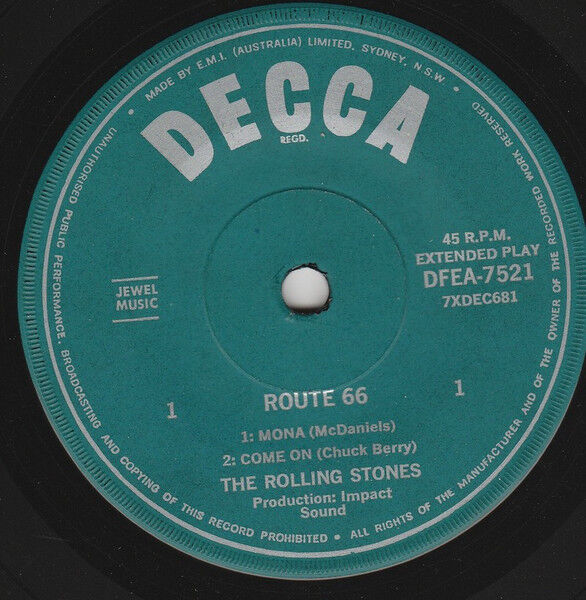 • MADE BY E.M.I. (AUSTRALIA) LIMITED. SYDNEY, N.S.W. •
DECCA
REGD.
45 R.P.M.
EXTENDED PLAY
DFEA-7521
7XDEC681
JEWEL
MUSIC
1
1
ROUTE 66
1: MONA (McDaniels)
2: COME ON (Chuck Berry)
THE ROLLING STONES
Production: Impact
Sound
UNAUTHORISED PUBLIC PERFORMANCE. BROADCASTING AND COPYING OF THIS RECORD PROHIBITED • ALL RIGHTS OF THE MANUFACTURER AND OF THE OWNER OF THE RECORDED WORK RESERVED